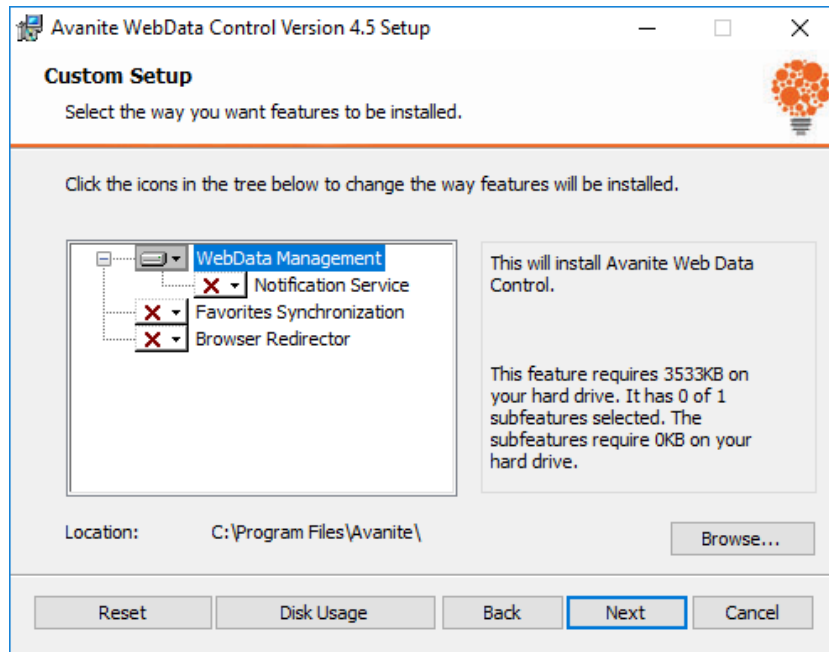 Avanite WebData Control Version 4.5 Setup
Custom Setup
Select the way you want features to be installed.
Click the icons in the tree below to change the way features will be installed.
WebData Management
Notification Service
Favorites Synchronization
Browser Redirector
This will install Avanite Web Data
Control.
This feature requires 3533KB on
your hard drive. It has 0 of 1
subfeatures selected. The
subfeatures require 0KB on your
hard drive.
Location: C:\Program Files\Avanite\
Browse...
Reset Disk Usage Back Next Cancel